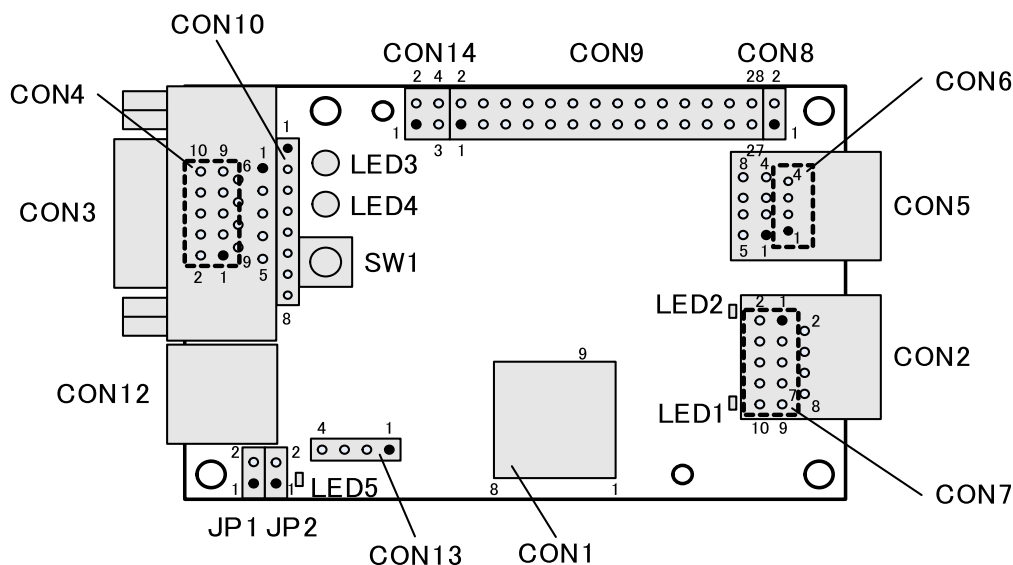 CON10
CON14 CON9 CON8
2 4 2 28 2
CON6
CON4
1 3 1 27 1
1
10 9 6 1
LED3
8 4 4
CON3
LED4
CON5
SW1
2 1 9 5
5 1 1
8
LED2
2 1 2
CON2
CON12
9
LED1
7 8
10 9
4 1
2 2
1 1
LED5
8 1
CON7
JP1 JP2
CON13
CON1